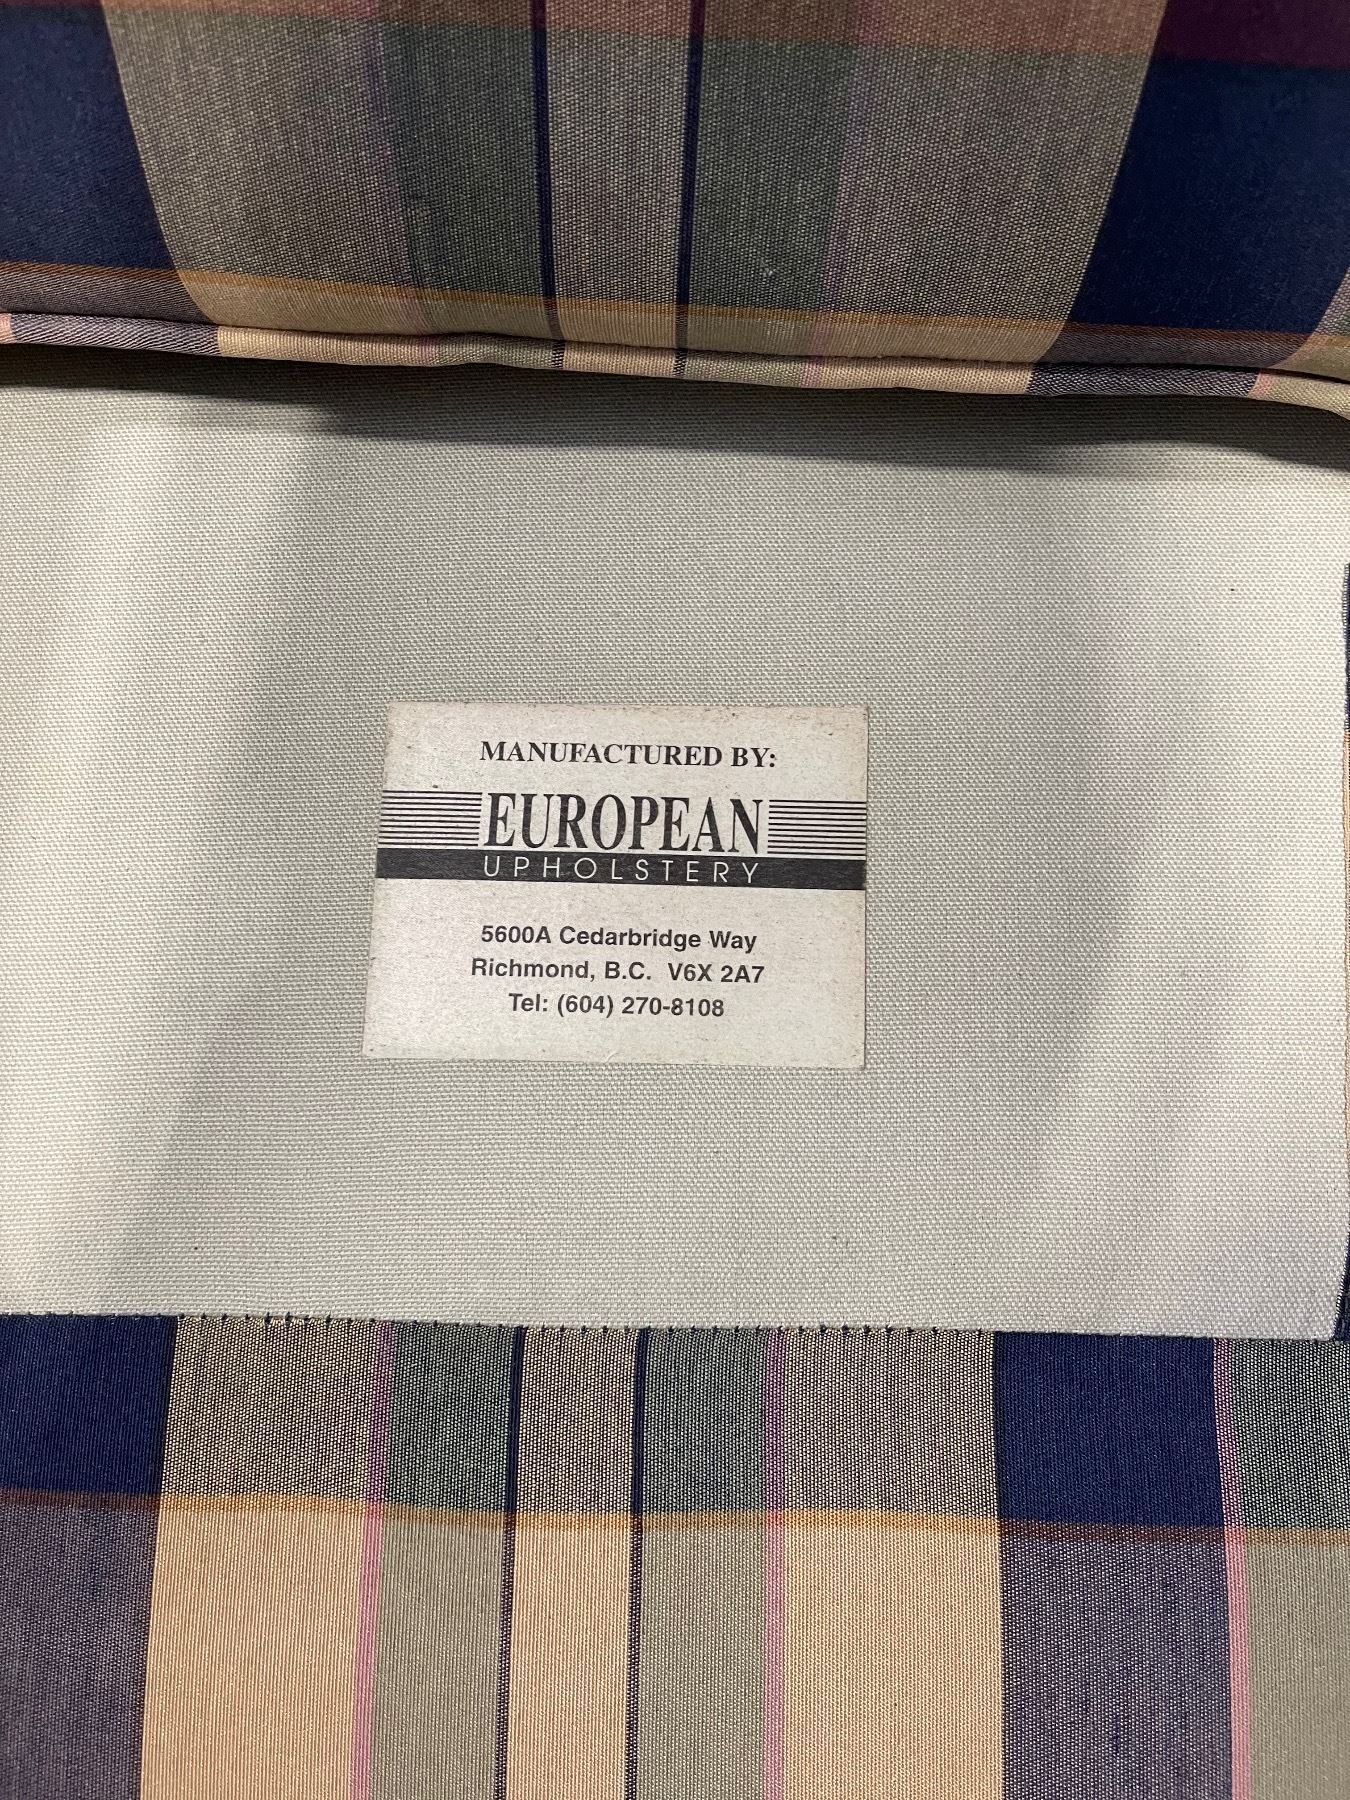 MANUFACTURED BY:
EUROPEAN
UPHOLSTERY
5600A Cedarbridge Way
Richmond, B.C. V6X 2A7
Tel: (604) 270-8108